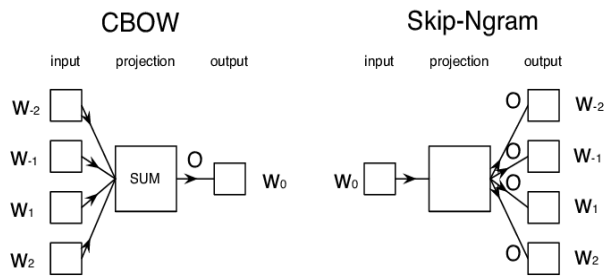 CBOW
input projection output
w-2
w-1
w1
w2
SUM
O
w0
Skip-Ngram
input projection output
w0
O
O
O
O
w-2
w-1
w1
w2